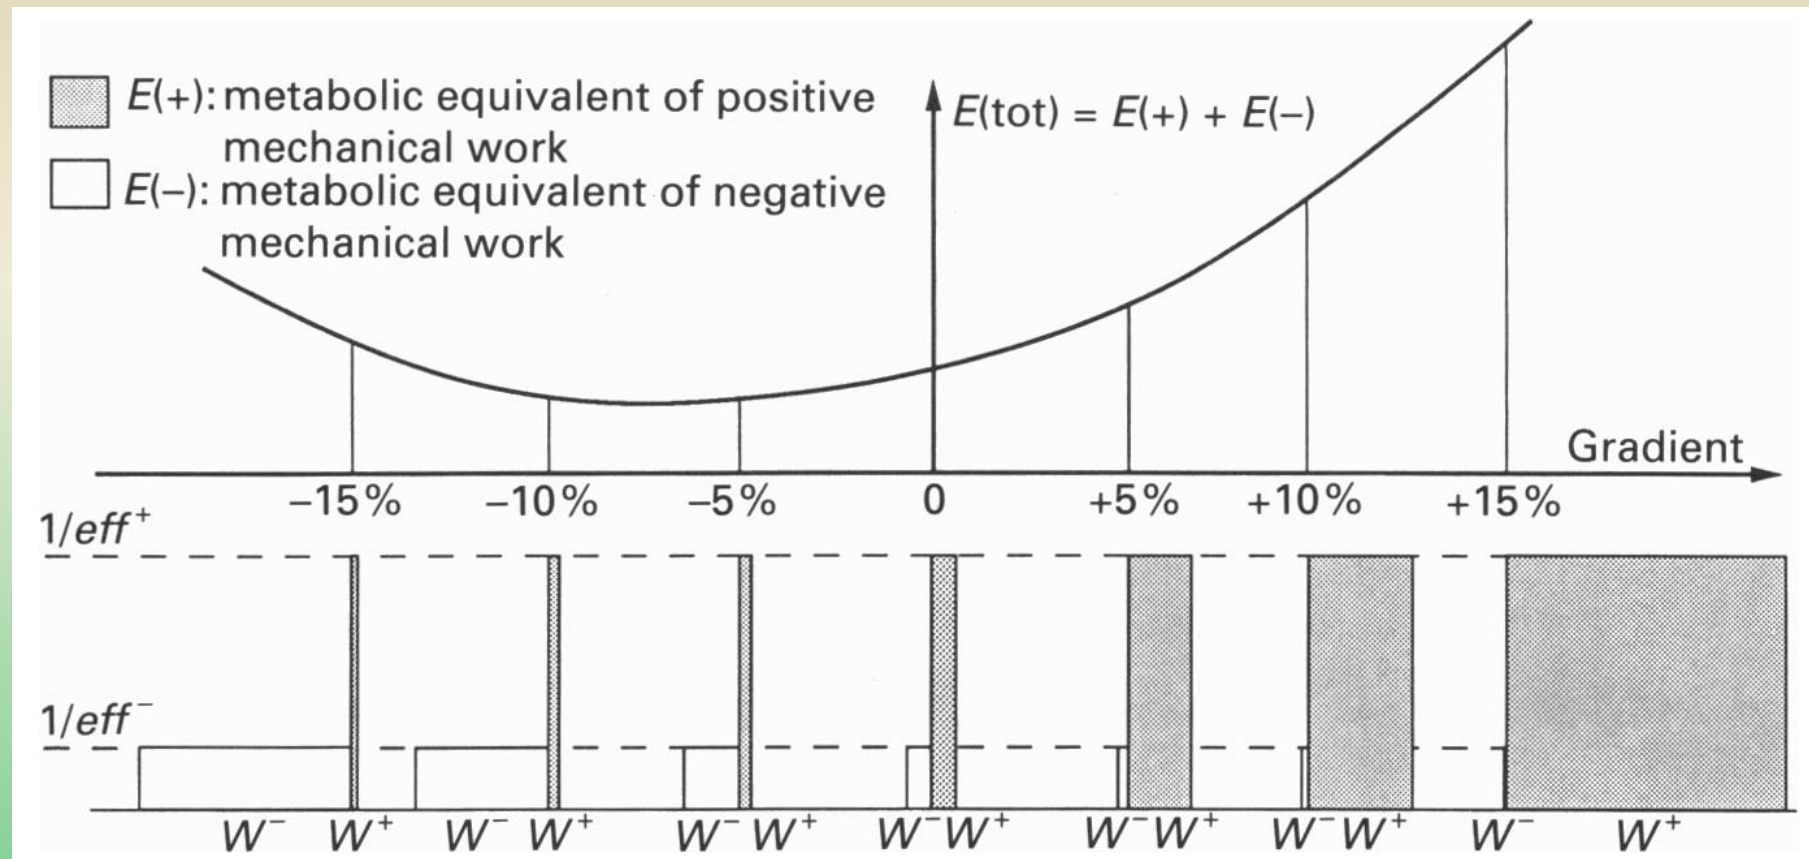 E(+): metabolic equivalent of positive
mechanical work
E(–): metabolic equivalent of negative
mechanical work
E(tot) = E(+) + E(–)
Gradient
–15% –10% –5% 0 +5% +10% +15%
1/eff⁺
1/eff⁻
W⁻ W⁺ W⁻ W⁺ W⁻ W⁺ W⁻ W⁺ W⁻ W⁺ W⁻ W⁺ W⁻ W⁺